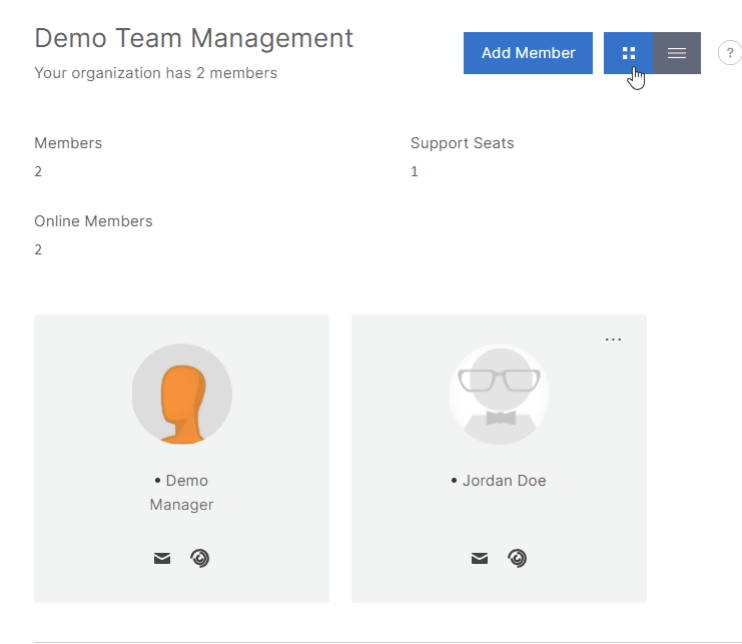 Demo Team Management
Your organization has 2 members
Add Member
?
Members
2
Support Seats
1
Online Members
2
...
• Demo
Manager
• Jordan Doe